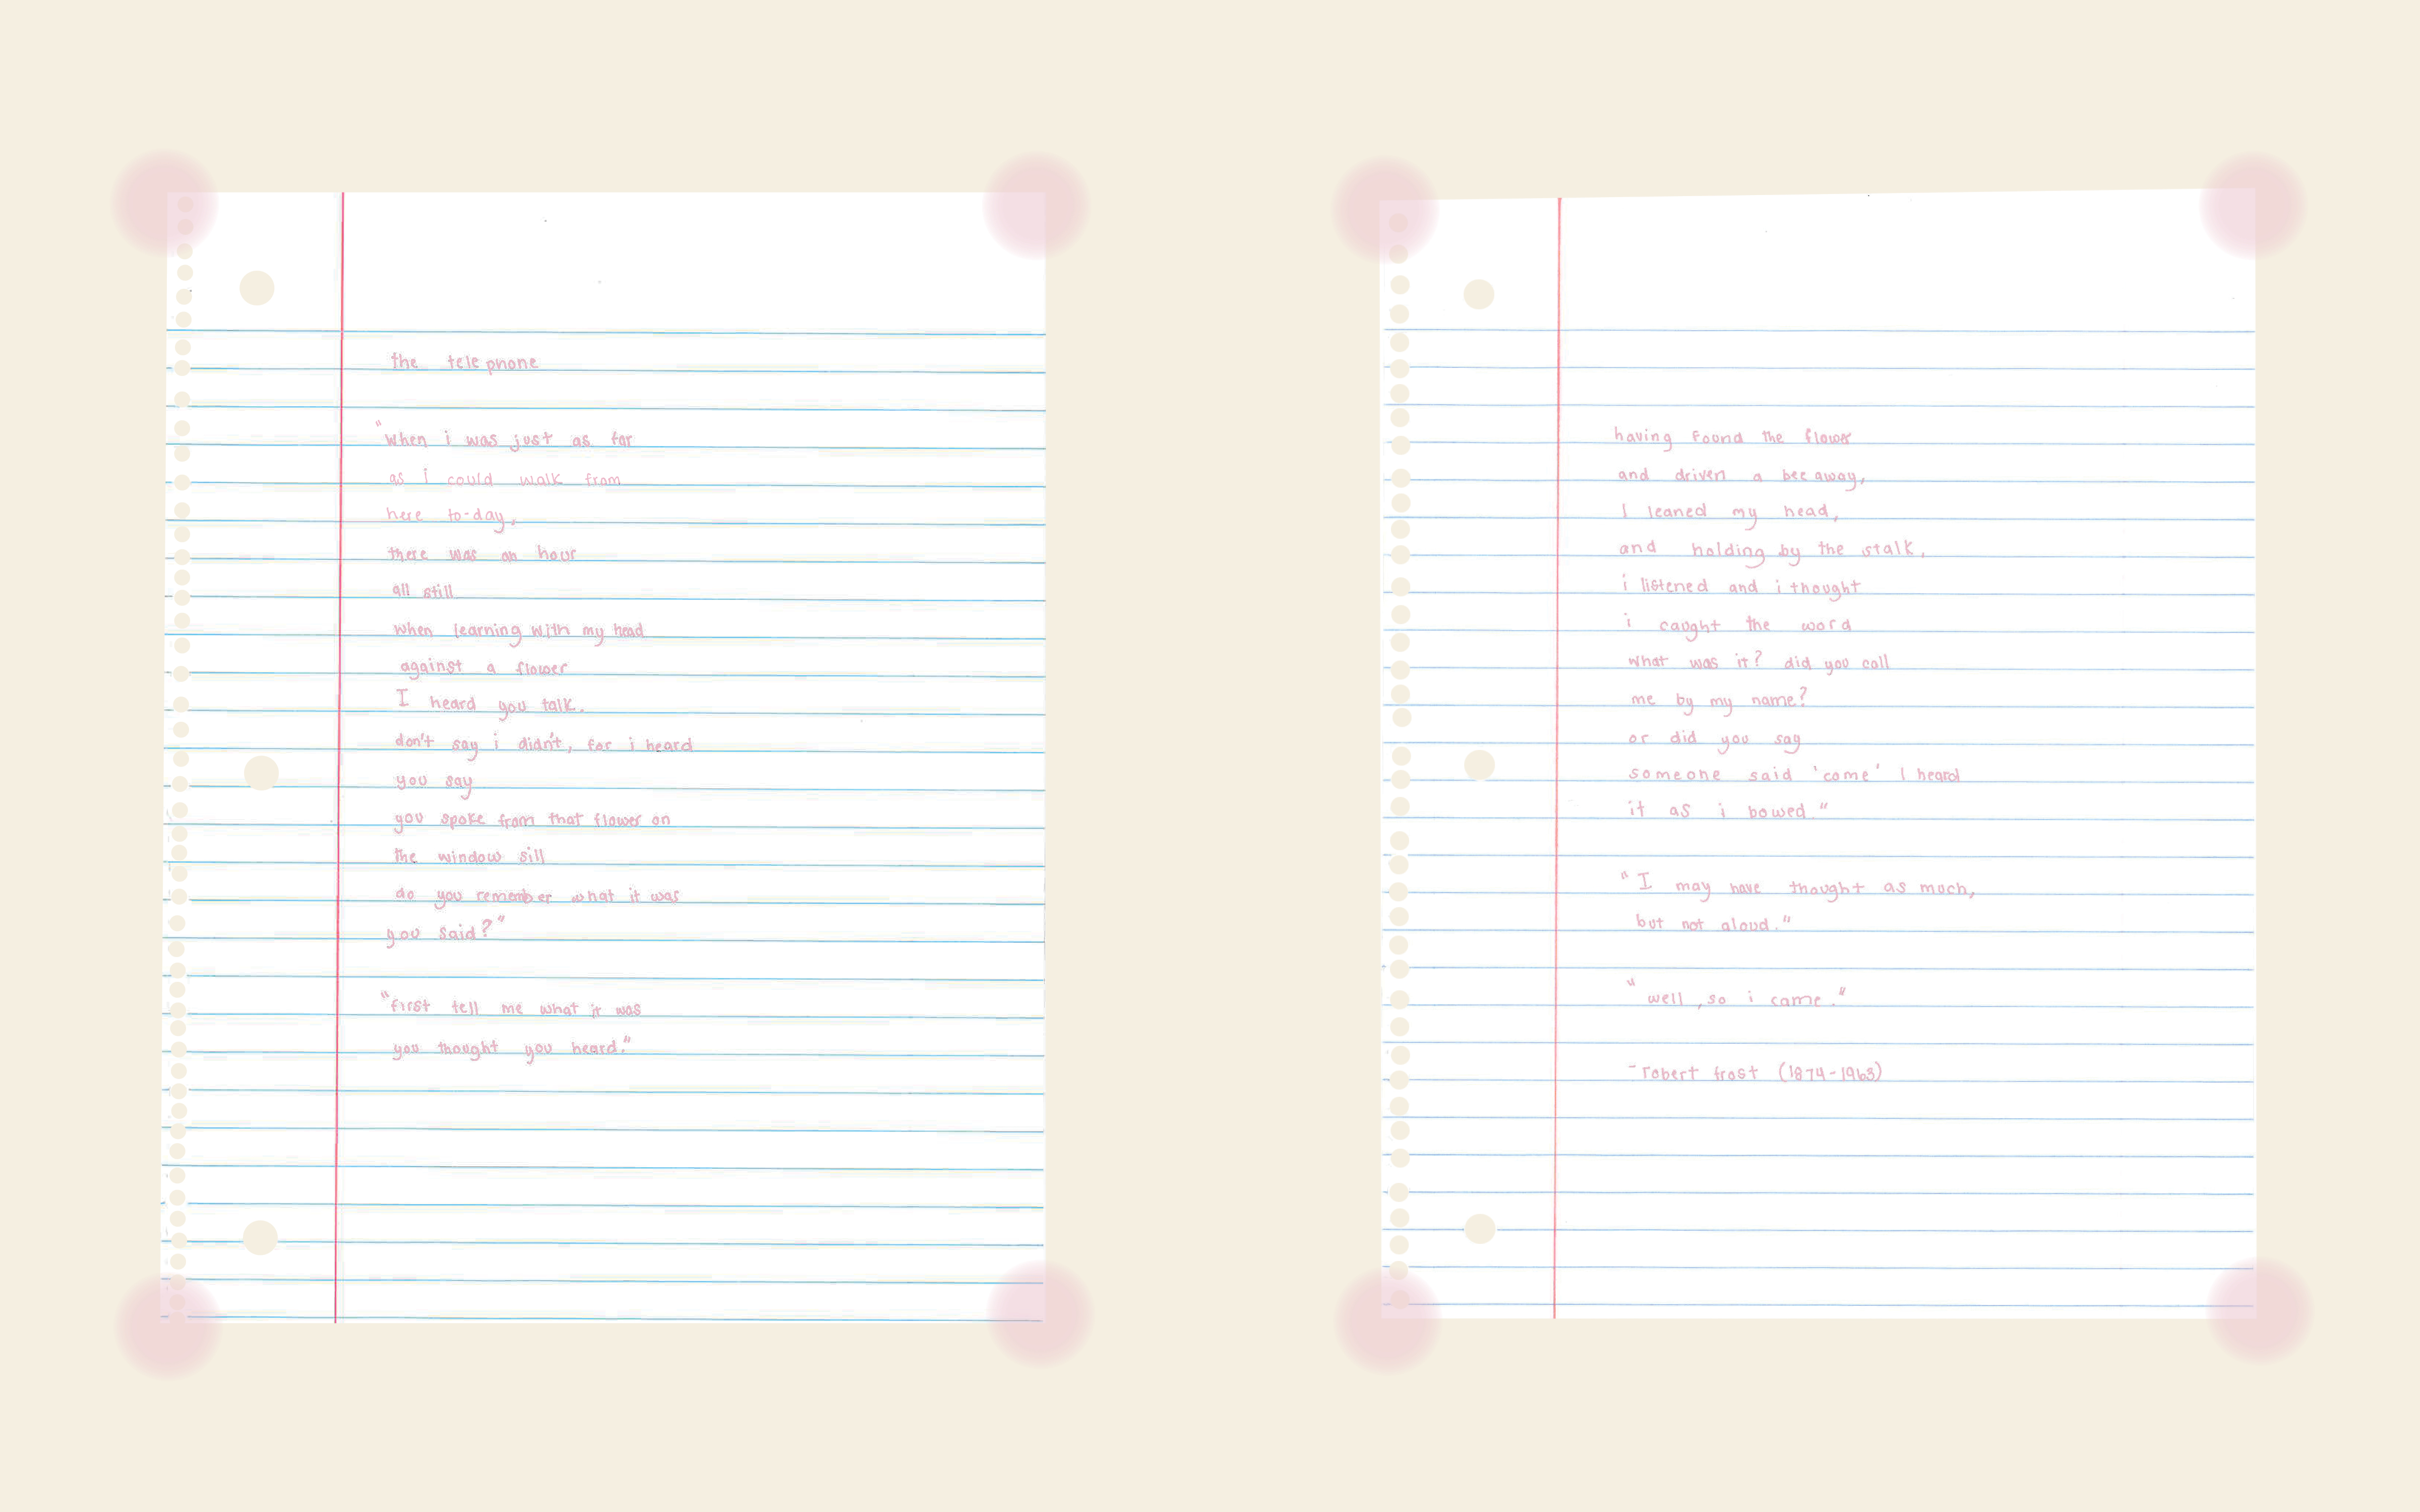 the telephone
"when i was just as far
as i could walk from
here to-day,
there was an hour
all still
when learning with my head
against a flower
I heard you talk.
don't say i didn't, for i heard
you say
you spoke from that flower on
the window sill
do you remember what it was
you said?"
"first tell me what it was
you thought you heard."
having found the flower
and driven a bee away,
I leaned my head,
and holding by the stalk,
i listened and i thought
i caught the word
what was it? did you call
me by my name?
or did you say
someone said 'come' I heard
it as i bowed."
"I may have thought as much,
but not aloud."
"well, so i came."
-robert frost (1874-1963)